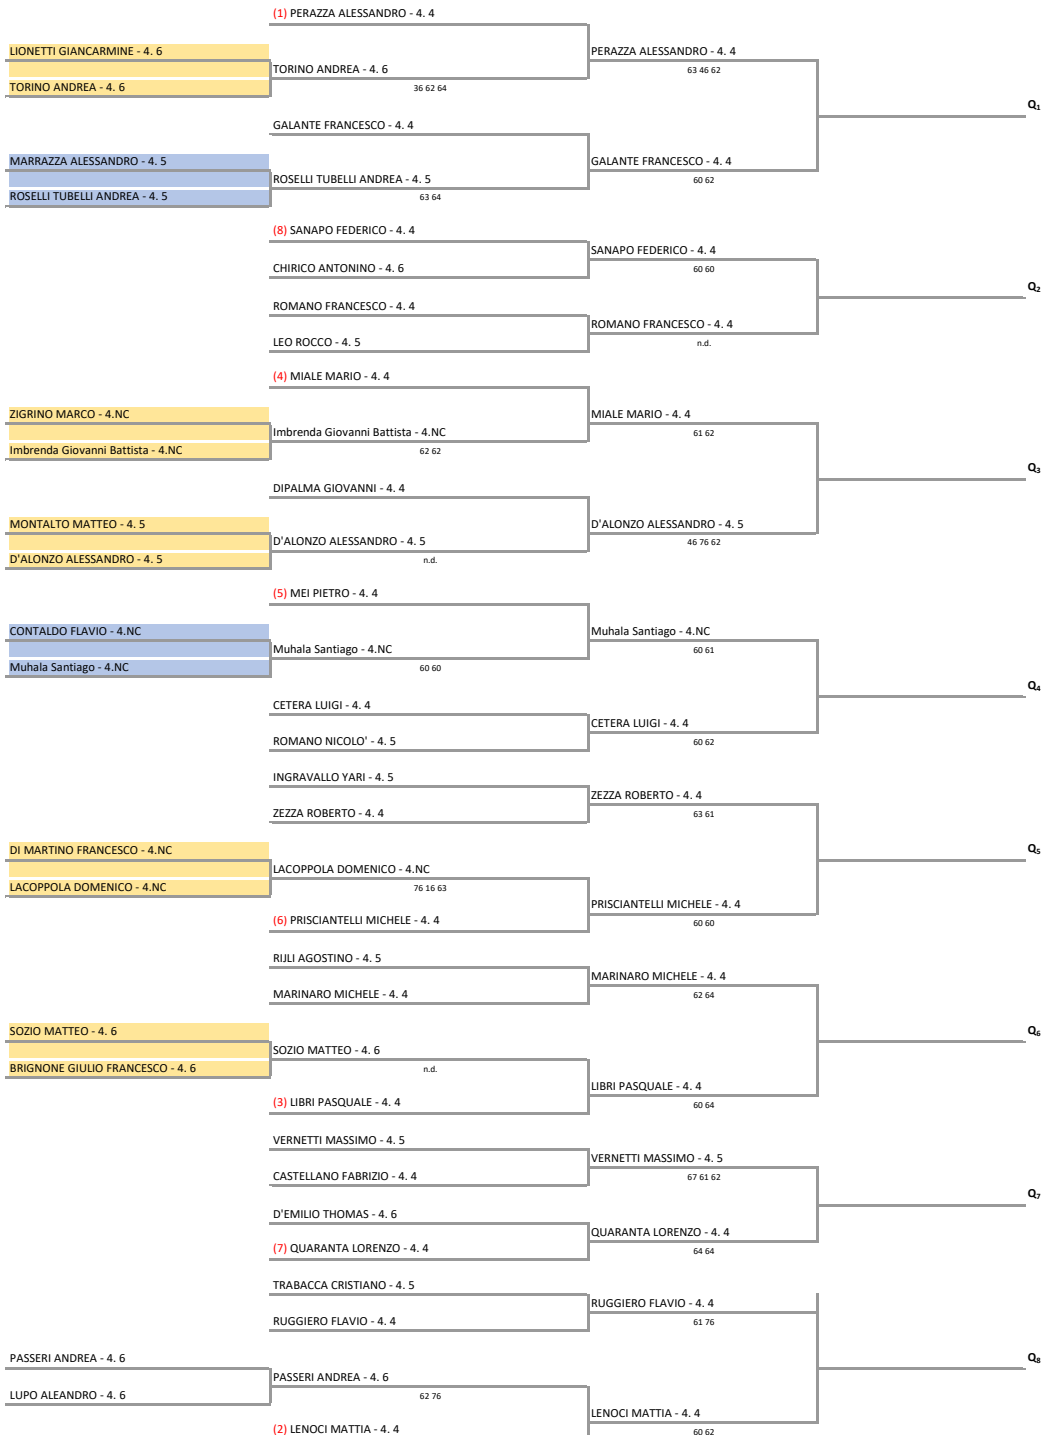 (1) PERAZZA ALESSANDRO - 4. 4
LIONETTI GIANCARMINE - 4. 6
PERAZZA ALESSANDRO - 4. 4
TORINO ANDREA - 4. 6
63 46 62
TORINO ANDREA - 4. 6
36 62 64
Q₁
GALANTE FRANCESCO - 4. 4
MARRAZZA ALESSANDRO - 4. 5
GALANTE FRANCESCO - 4. 4
ROSELLI TUBELLI ANDREA - 4. 5
60 62
ROSELLI TUBELLI ANDREA - 4. 5
63 64
(8) SANAPO FEDERICO - 4. 4
SANAPO FEDERICO - 4. 4
CHIRICO ANTONINO - 4. 6
60 60
Q₂
ROMANO FRANCESCO - 4. 4
ROMANO FRANCESCO - 4. 4
LEO ROCCO - 4. 5
n.d.
(4) MIALE MARIO - 4. 4
ZIGRINO MARCO - 4.NC
MIALE MARIO - 4. 4
Imbrenda Giovanni Battista - 4.NC
61 62
Imbrenda Giovanni Battista - 4.NC
62 62
Q₃
DIPALMA GIOVANNI - 4. 4
MONTALTO MATTEO - 4. 5
D'ALONZO ALESSANDRO - 4. 5
D'ALONZO ALESSANDRO - 4. 5
46 76 62
D'ALONZO ALESSANDRO - 4. 5
n.d.
(5) MEI PIETRO - 4. 4
CONTALDO FLAVIO - 4.NC
Muhala Santiago - 4.NC
Muhala Santiago - 4.NC
60 61
Muhala Santiago - 4.NC
60 60
Q₄
CETERA LUIGI - 4. 4
CETERA LUIGI - 4. 4
ROMANO NICOLO' - 4. 5
60 62
INGRAVALLO YARI - 4. 5
ZEZZA ROBERTO - 4. 4
ZEZZA ROBERTO - 4. 4
63 61
DI MARTINO FRANCESCO - 4.NC
Q₅
LACOPPOLA DOMENICO - 4.NC
LACOPPOLA DOMENICO - 4.NC
76 16 63
PRISCIANTELLI MICHELE - 4. 4
(6) PRISCIANTELLI MICHELE - 4. 4
60 60
RIJLI AGOSTINO - 4. 5
MARINARO MICHELE - 4. 4
MARINARO MICHELE - 4. 4
62 64
SOZIO MATTEO - 4. 6
Q₆
SOZIO MATTEO - 4. 6
BRIGNONE GIULIO FRANCESCO - 4. 6
n.d.
LIBRI PASQUALE - 4. 4
(3) LIBRI PASQUALE - 4. 4
60 64
VERNETTI MASSIMO - 4. 5
VERNETTI MASSIMO - 4. 5
CASTELLANO FABRIZIO - 4. 4
67 61 62
Q₇
D'EMILIO THOMAS - 4. 6
QUARANTA LORENZO - 4. 4
(7) QUARANTA LORENZO - 4. 4
64 64
TRABACCA CRISTIANO - 4. 5
RUGGIERO FLAVIO - 4. 4
RUGGIERO FLAVIO - 4. 4
61 76
PASSERI ANDREA - 4. 6
Q₈
PASSERI ANDREA - 4. 6
LUPO ALEANDRO - 4. 6
62 76
LENOCI MATTIA - 4. 4
(2) LENOCI MATTIA - 4. 4
60 62